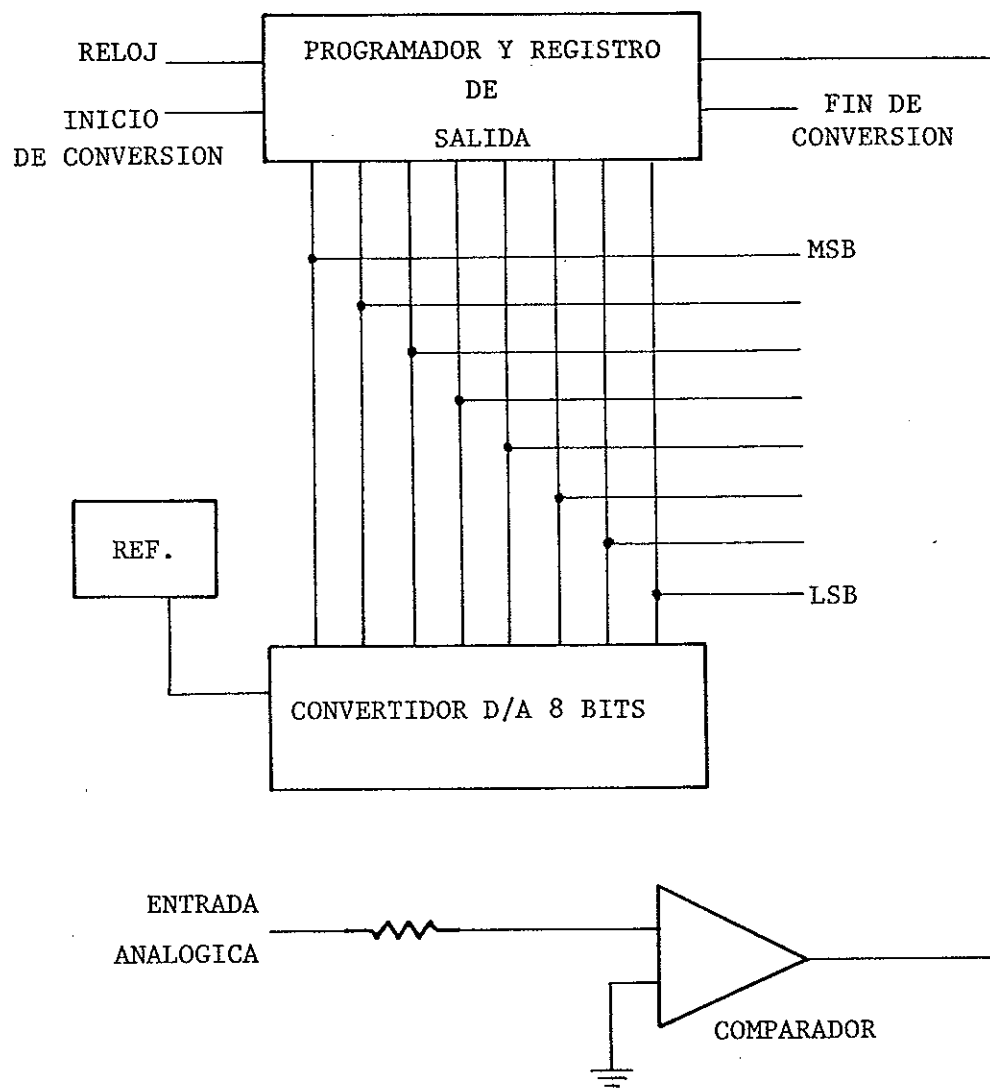 PROGRAMADOR Y REGISTRO
DE
SALIDA
RELOJ
INICIO
DE CONVERSION
FIN DE
CONVERSION
MSB
LSB
REF.
CONVERTIDOR D/A 8 BITS
ENTRADA
ANALOGICA
COMPARADOR